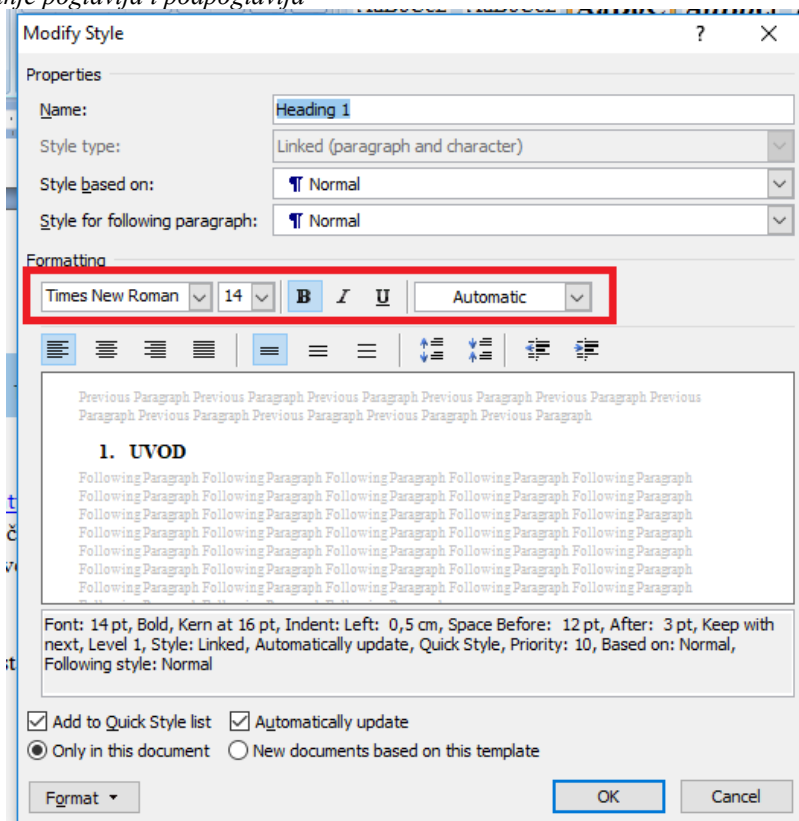 nje poglavlja i podpoglavlja
Modify Style ? ×
Properties
Name: Heading 1
Style type: Linked (paragraph and character)
Style based on: ¶ Normal
Style for following paragraph: ¶ Normal
Formatting
Times New Roman 14 B I U Automatic
Previous Paragraph Previous Paragraph Previous Paragraph Previous Paragraph Previous Paragraph Previous
Paragraph Previous Paragraph Previous Paragraph Previous Paragraph Previous Paragraph
1. UVOD
Following Paragraph Following Paragraph Following Paragraph Following Paragraph Following Paragraph
Following Paragraph Following Paragraph Following Paragraph Following Paragraph Following Paragraph
Following Paragraph Following Paragraph Following Paragraph Following Paragraph Following Paragraph
Following Paragraph Following Paragraph Following Paragraph Following Paragraph Following Paragraph
Following Paragraph Following Paragraph Following Paragraph Following Paragraph Following Paragraph
Following Paragraph Following Paragraph Following Paragraph Following Paragraph Following Paragraph
Following Paragraph Following Paragraph Following Paragraph Following Paragraph Following Paragraph
Font: 14 pt, Bold, Kern at 16 pt, Indent: Left: 0,5 cm, Space Before: 12 pt, After: 3 pt, Keep with
next, Level 1, Style: Linked, Automatically update, Quick Style, Priority: 10, Based on: Normal,
Following style: Normal
Add to Quick Style list Automatically update
Only in this document New documents based on this template
Format OK Cancel